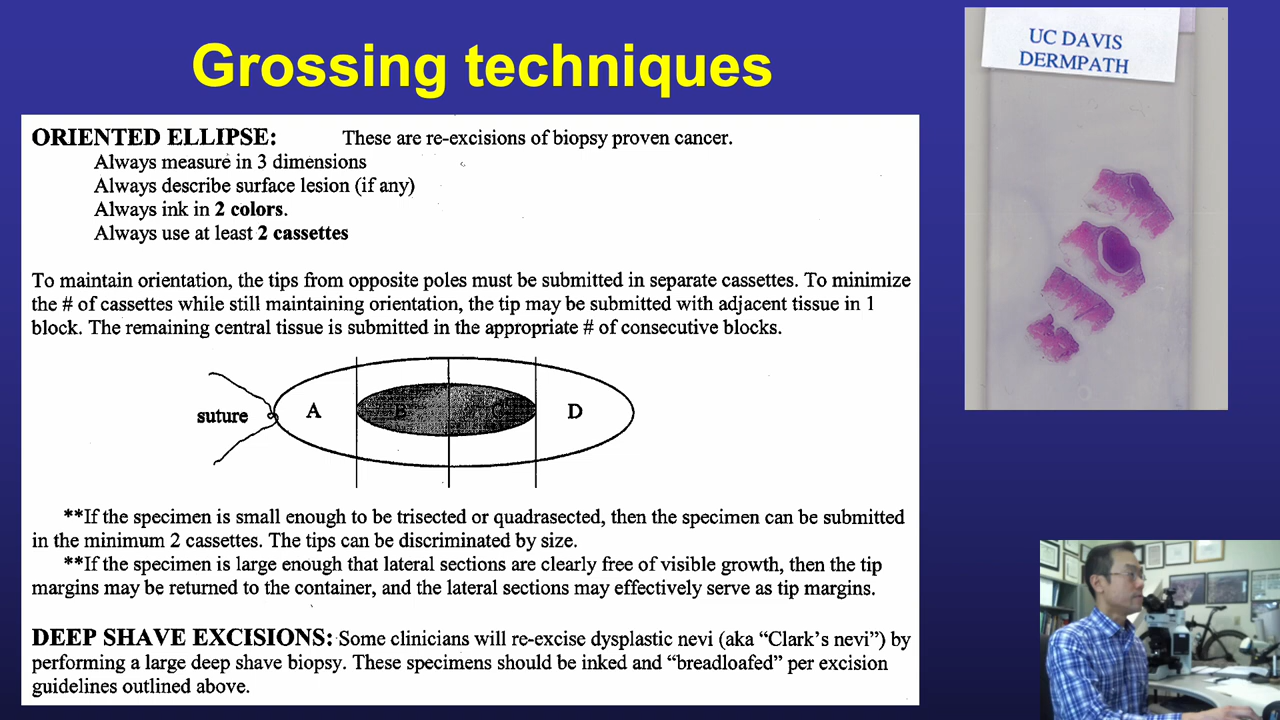 Grossing techniques
UC DAVIS
DERMPATH
ORIENTED ELLIPSE: These are re-excisions of biopsy proven cancer.
Always measure in 3 dimensions
Always describe surface lesion (if any)
Always ink in 2 colors.
Always use at least 2 cassettes
To maintain orientation, the tips from opposite poles must be submitted in separate cassettes. To minimize
the # of cassettes while still maintaining orientation, the tip may be submitted with adjacent tissue in 1
block. The remaining central tissue is submitted in the appropriate # of consecutive blocks.
suture A B C D
**If the specimen is small enough to be trisected or quadrasected, then the specimen can be submitted
in the minimum 2 cassettes. The tips can be discriminated by size.
**If the specimen is large enough that lateral sections are clearly free of visible growth, then the tip
margins may be returned to the container, and the lateral sections may effectively serve as tip margins.
DEEP SHAVE EXCISIONS: Some clinicians will re-excise dysplastic nevi (aka “Clark’s nevi”) by
performing a large deep shave biopsy. These specimens should be inked and “breadloafed” per excision
guidelines outlined above.